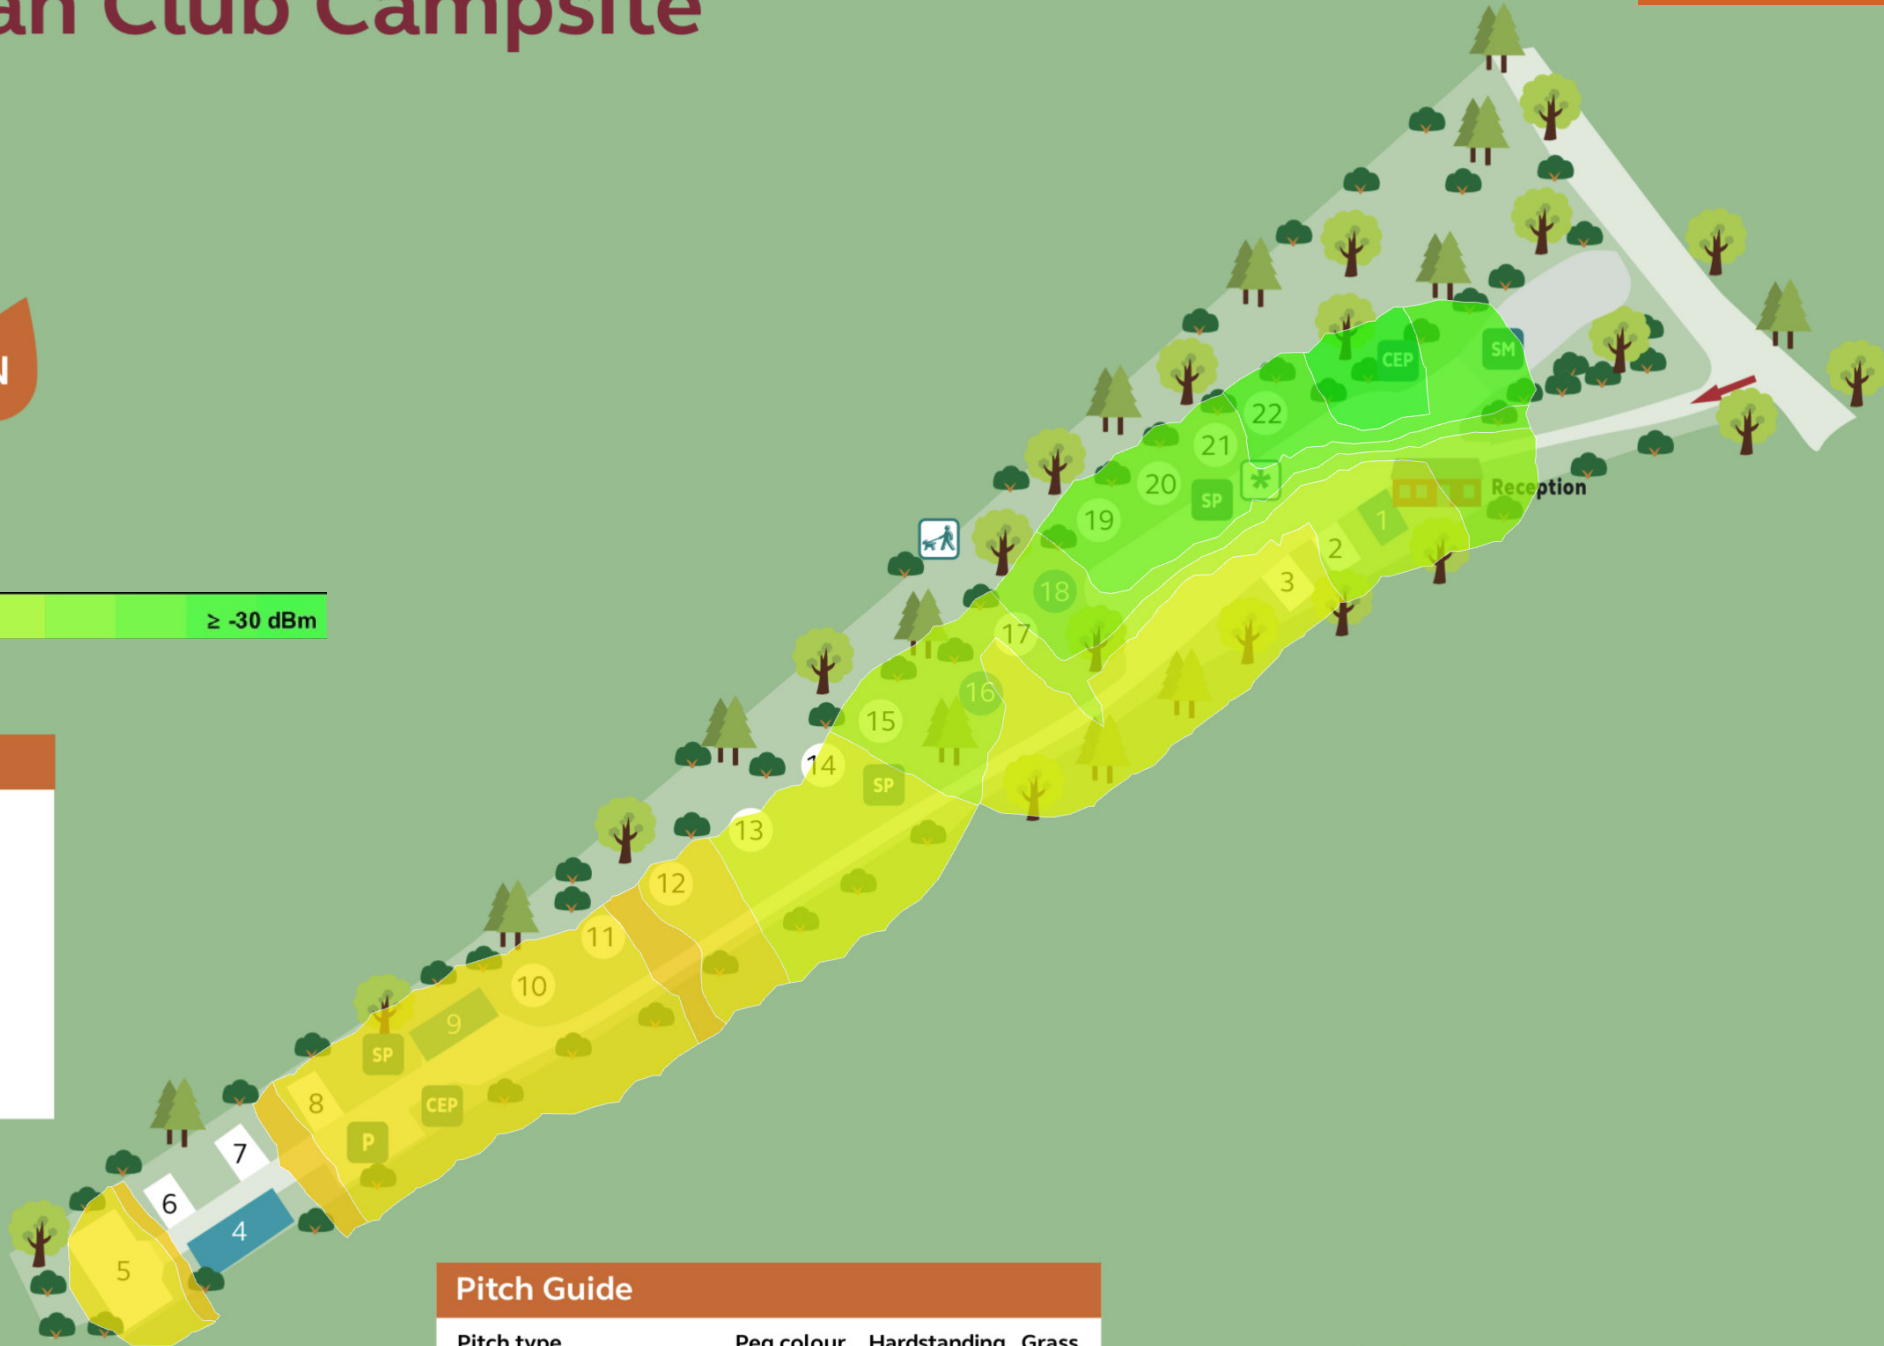 an Club Campsite
N
≥ -30 dBm
CEP
SM
22
21
20
SP
*
Reception
1
19
2
3
18
17
16
15
14
SP
13
12
11
10
9
SP
8
CEP
P
7
6
4
5
Pitch Guide
Pitch type Peg colour Hardstanding Grass